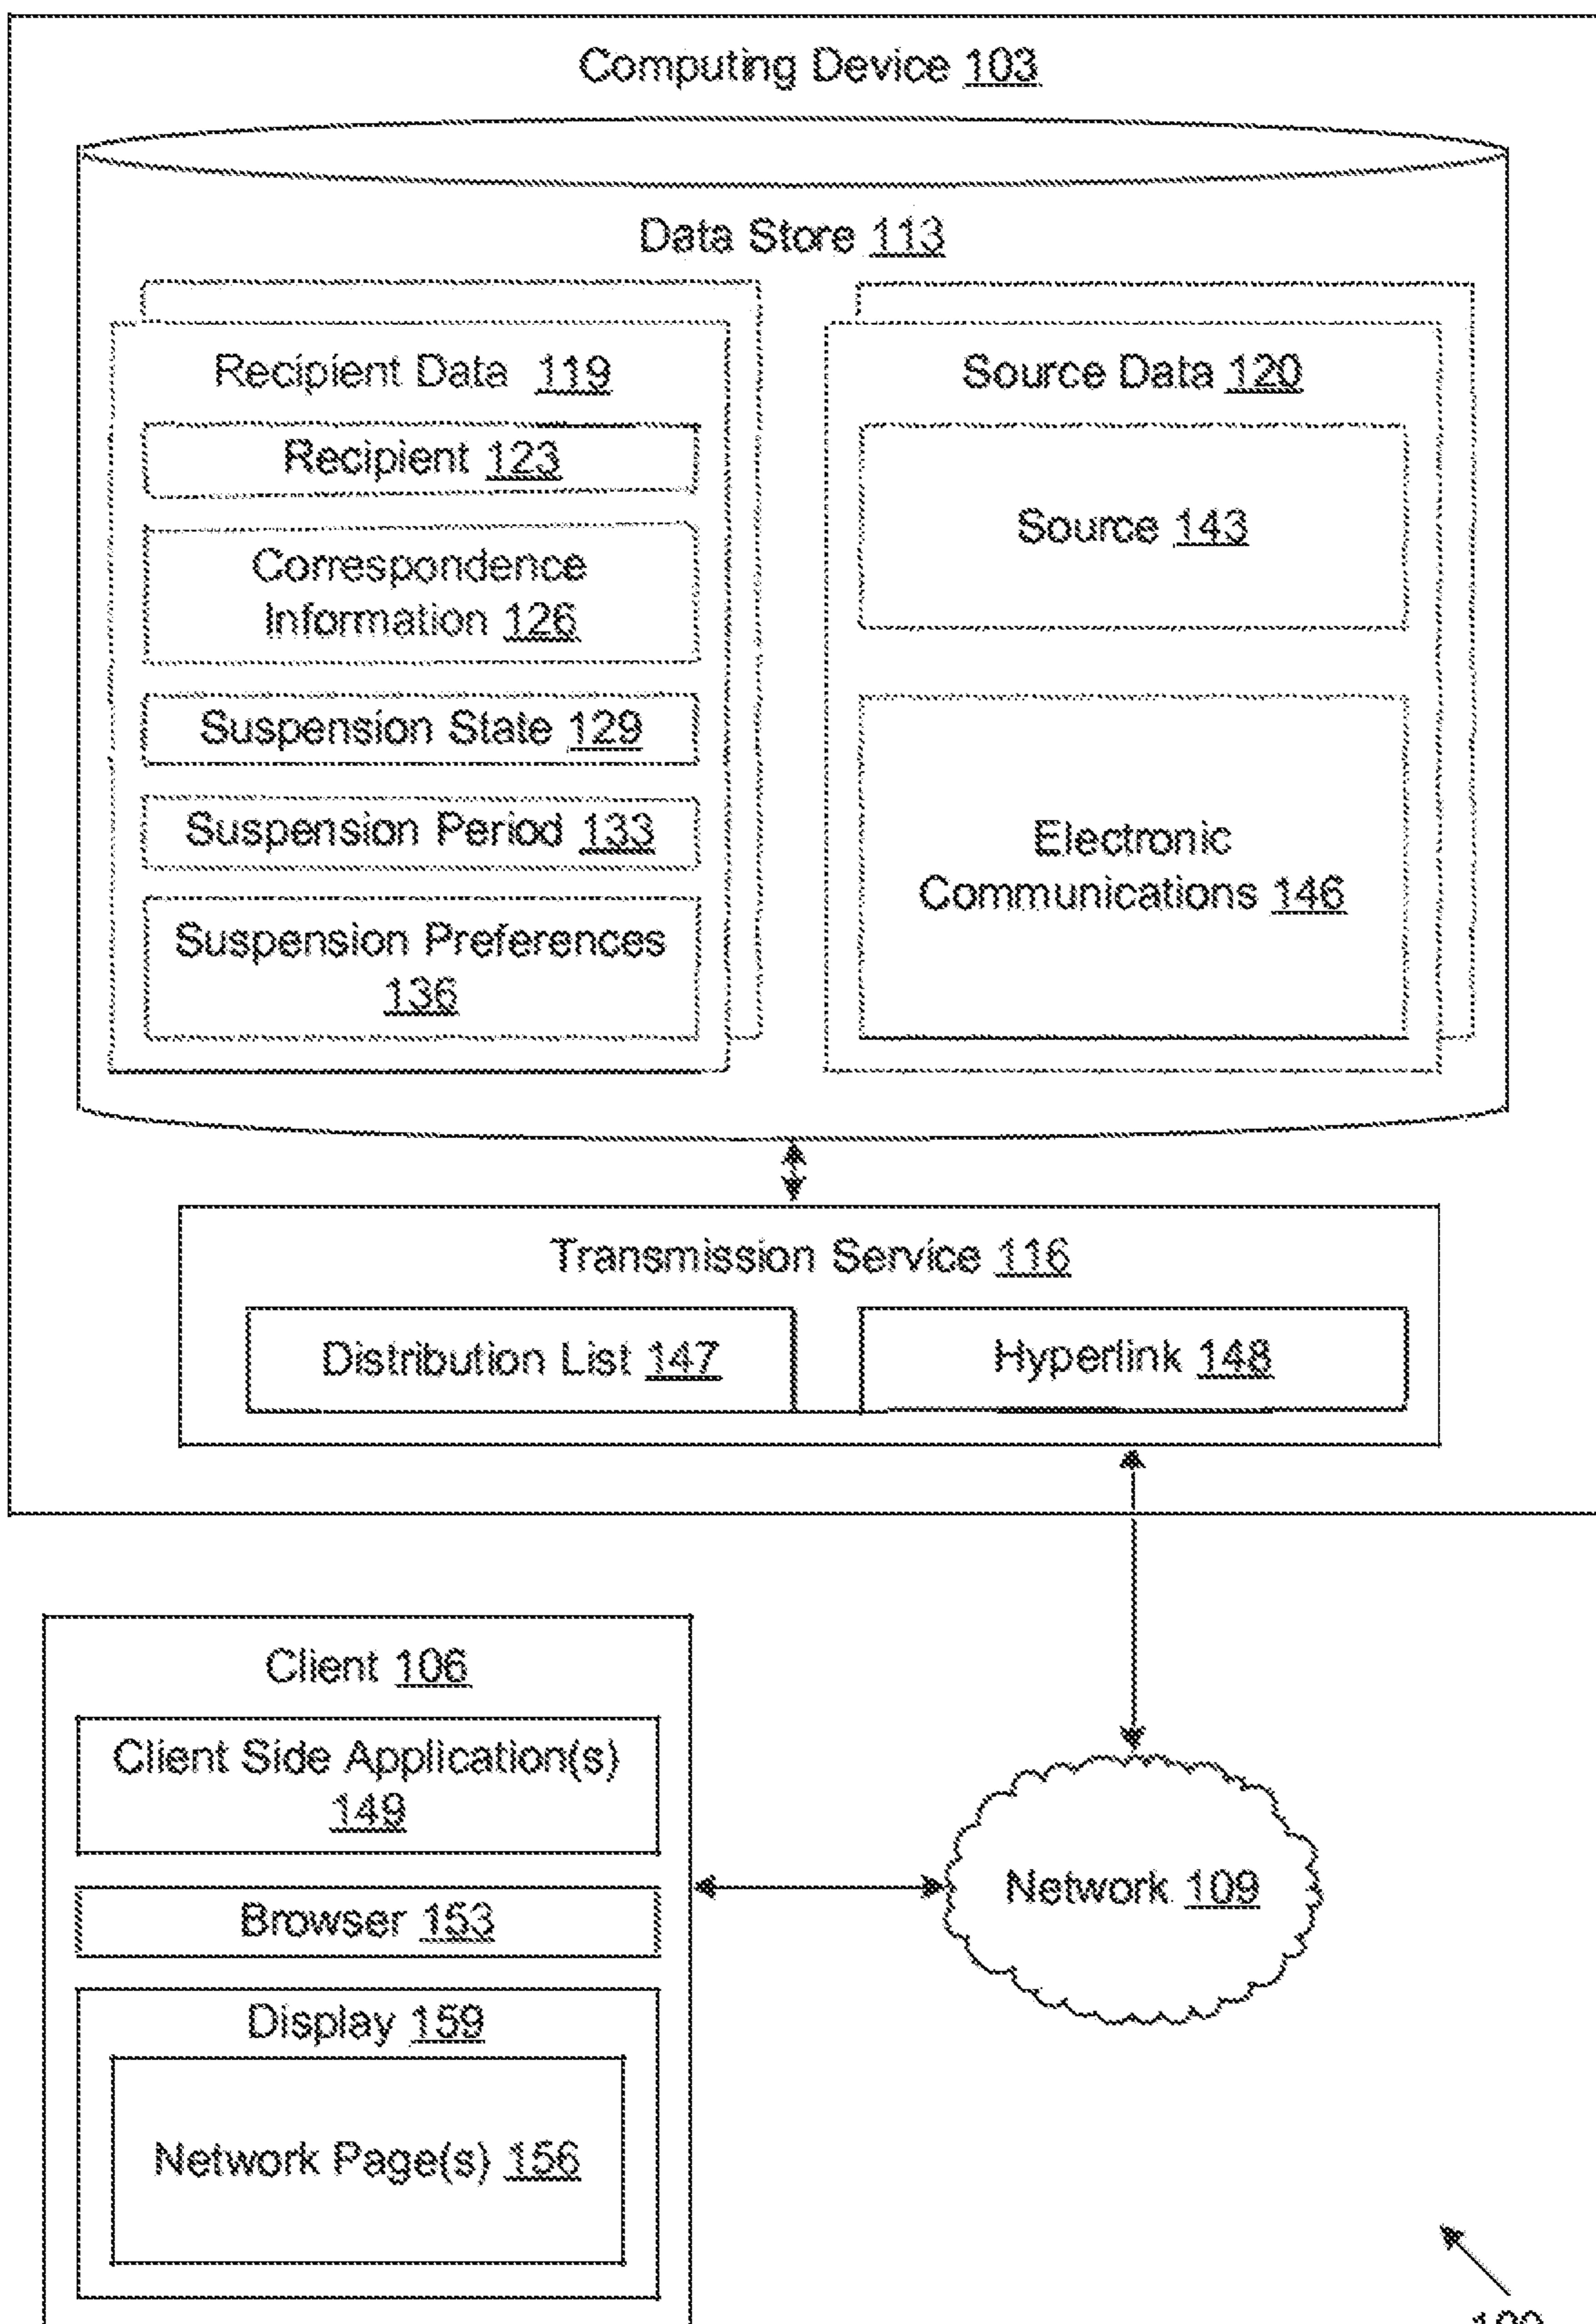 Computing Device 103
Data Store 113
Recipient Data 119
Recipient 123
Correspondence
Information 126
Suspension State 129
Suspension Period 133
Suspension Preferences
136
Source Data 120
Source 143
Electronic
Communications 146
Transmission Service 116
Distribution List 147
Hyperlink 148
Client 106
Client Side Application(s)
149
Browser 153
Display 159
Network Page(s) 156
Network 109